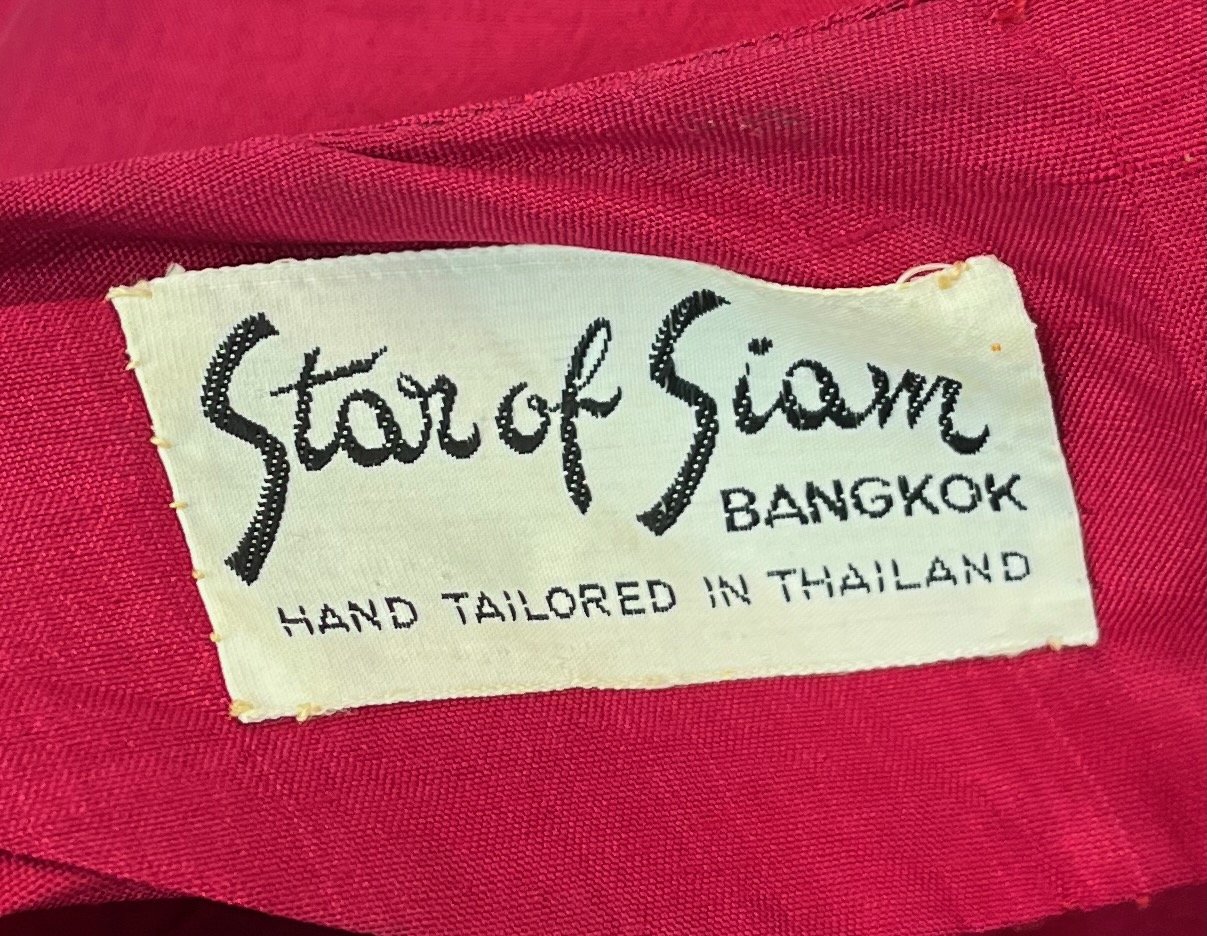 Star of Siam
BANGKOK
HAND TAILORED IN THAILAND